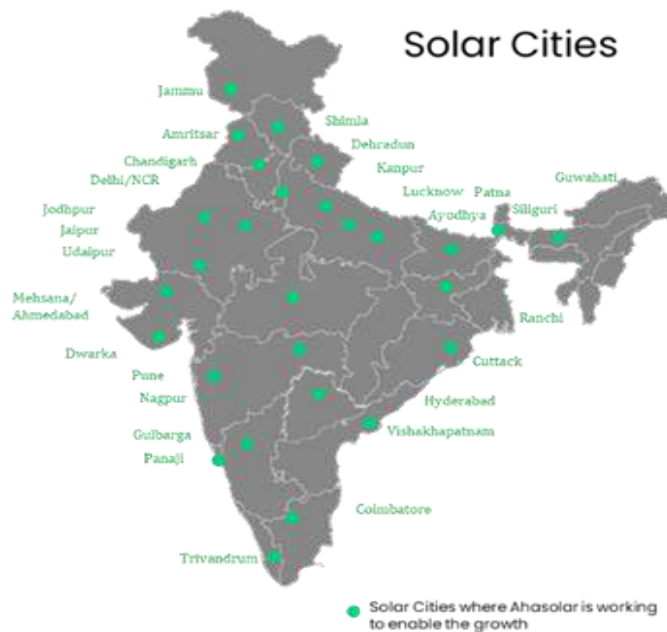 Solar Cities
Jammu
Shimla
Amritsar
Dehradun
Chandigarh
Kanpur
Delhi/NCR
Guwahati
Lucknow
Patna
Jodhpur
Ayodhya
Siliguri
Jaipur
Udaipur
Mehsana/
Ahmedabad
Ranchi
Dwarka
Cuttack
Pune
Nagpur
Hyderabad
Gulbarga
Vishakhapatnam
Panaji
Coimbatore
Trivandrum
Solar Cities where Ahasolar is working
to enable the growth